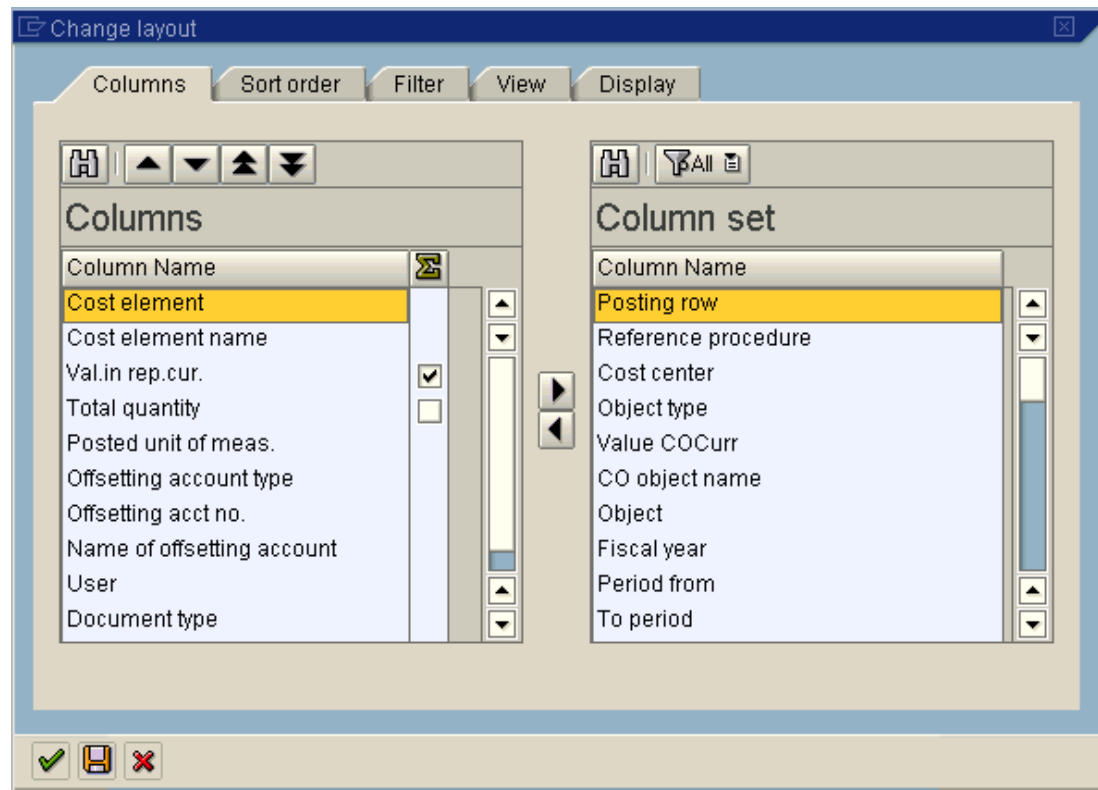 Change layout
Columns
Sort order
Filter
View
Display
All
Columns
Column set
Column Name
Σ
Column Name
Cost element
Cost element name
Val.in rep.cur.
Total quantity
Posted unit of meas.
Offsetting account type
Offsetting acct no.
Name of offsetting account
User
Document type
Posting row
Reference procedure
Cost center
Object type
Value COCurr
CO object name
Object
Fiscal year
Period from
To period